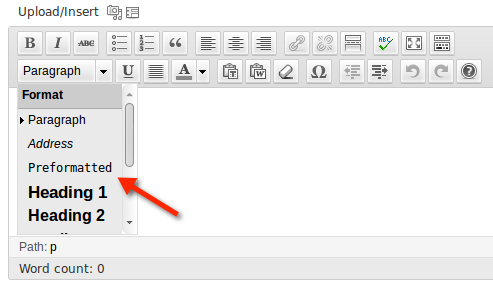 Upload/Insert
B I ABC
Paragraph U A
Format
Paragraph
Address
Preformatted
Heading 1
Heading 2
Path: p
Word count: 0